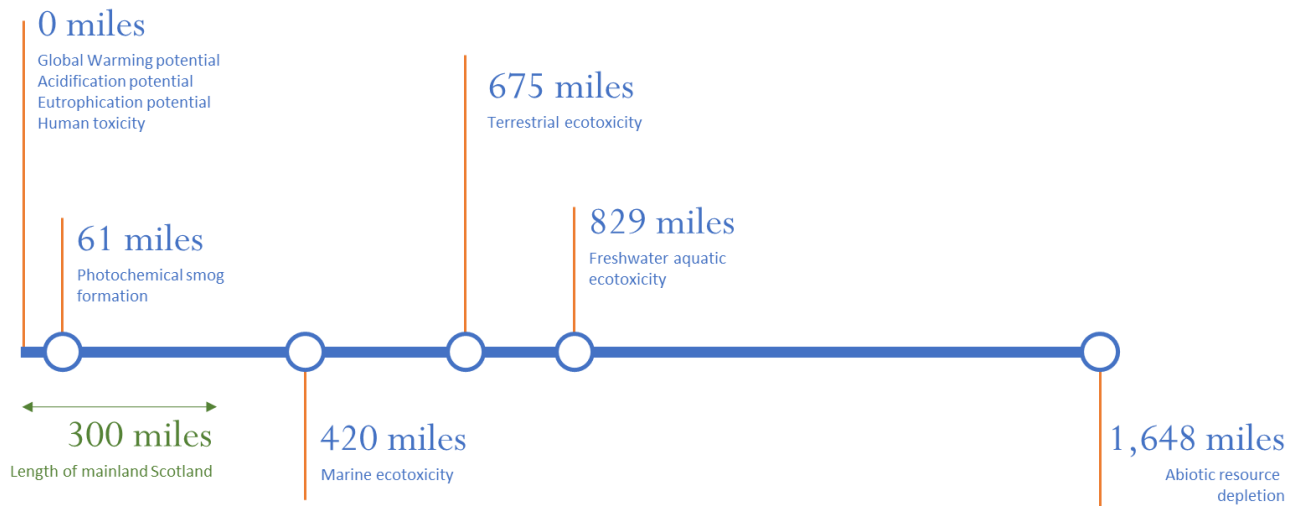 0 miles
Global Warming potential
Acidification potential
Eutrophication potential
Human toxicity
675 miles
Terrestrial ecotoxicity
61 miles
Photochemical smog
formation
829 miles
Freshwater aquatic
ecotoxicity
300 miles
Length of mainland Scotland
420 miles
Marine ecotoxicity
1,648 miles
Abiotic resource
depletion